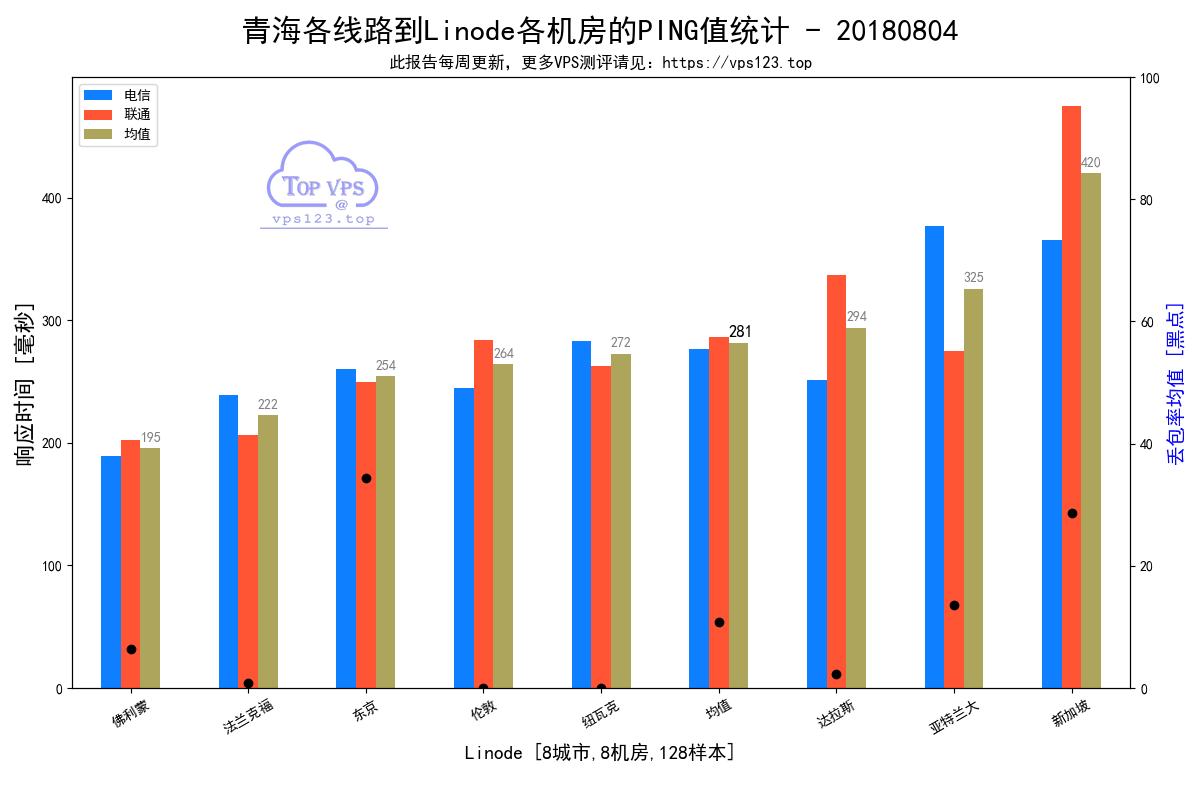 青海各线路到Linode各机房的PING值统计 - 20180804
此报告每周更新，更多VPS测评请见：https://vps123.top
电信
联通
均值
TOP VPS
@
vps123.top
响应时间 [毫秒]
400
300
200
100
0
195
222
254
264
272
281
294
325
420
100
80
60
40
20
0
丢包率均值 [黑点]
佛利蒙
法兰克福
东京
伦敦
纽瓦克
均值
达拉斯
亚特兰大
新加坡
Linode [8城市,8机房,128样本]